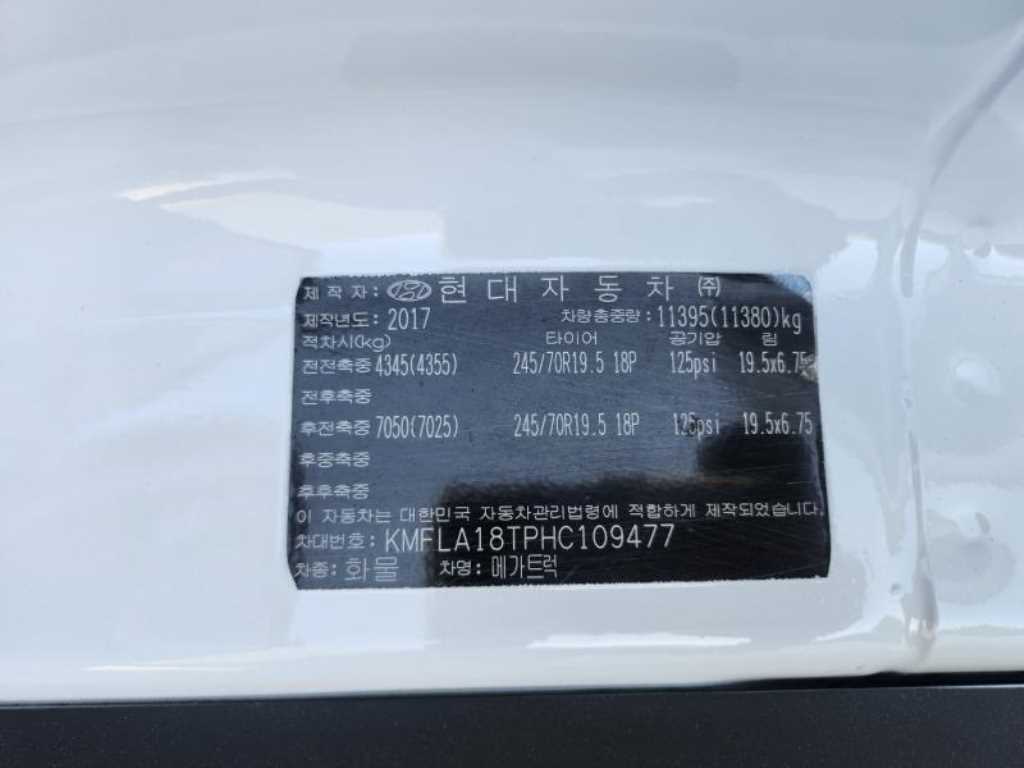 제 작 자 : 현 대 자 동 차 ㈜
제작년도: 2017 차량총중량: 11395(11380)kg
적차시(kg) 타이어 공기압 림
전전축중 4345(4355) 245/70R19.5 18P 125psi 19.5x6.75
전후축중
후전축중 7050(7025) 245/70R19.5 18P 125psi 19.5x6.75
후중축중
후후축중
이 자동차는 대한민국 자동차관리법령에 적합하게 제작되었습니다.
차대번호: KMFLA18TPHC109477
차종: 화물 차명: 메가트럭